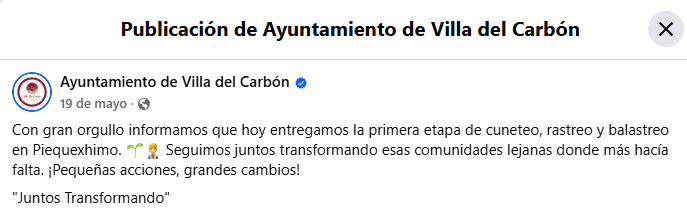 Publicación de Ayuntamiento de Villa del Carbón
Ayuntamiento de Villa del Carbón
19 de mayo ·
Con gran orgullo informamos que hoy entregamos la primera etapa de cuneteo, rastreo y balastreo
en Piequexhimo. 🌱👩‍🌾 Seguimos juntos transformando esas comunidades lejanas donde más hacía
falta. ¡Pequeñas acciones, grandes cambios!
"Juntos Transformando"